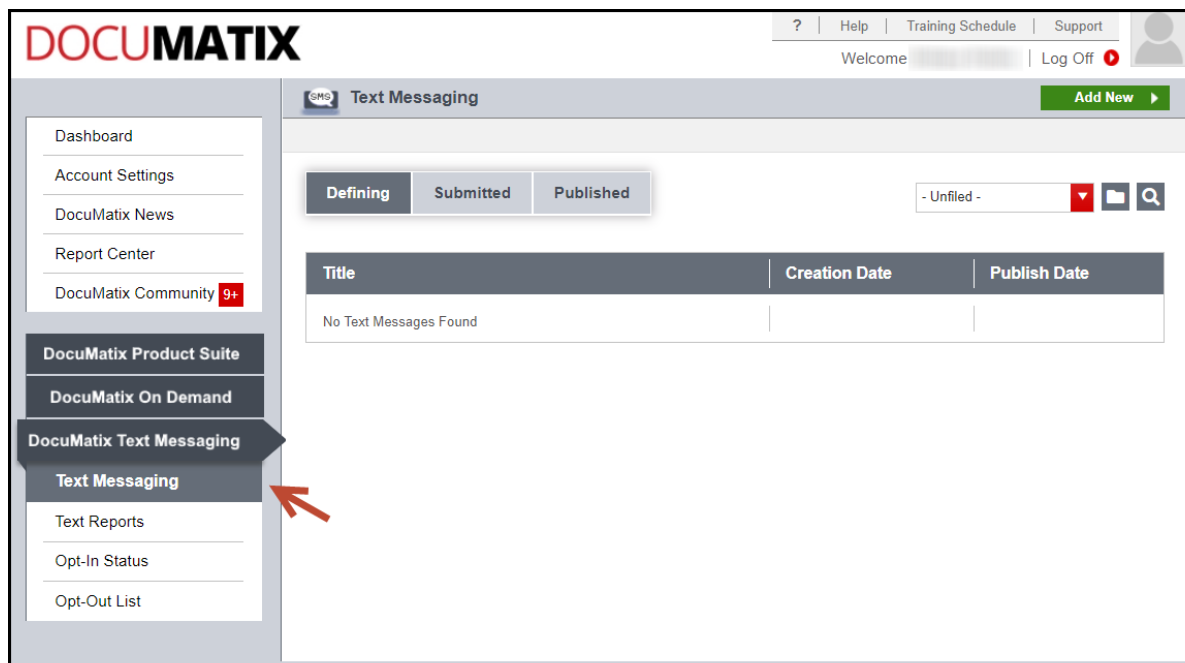 DOCUMATIX
? Help Training Schedule Support
Welcome Log Off
SMS Text Messaging
Add New
Dashboard
Account Settings
DocuMatix News
Report Center
DocuMatix Community 9+
DocuMatix Product Suite
DocuMatix On Demand
DocuMatix Text Messaging
Text Messaging
Text Reports
Opt-In Status
Opt-Out List
Defining Submitted Published
- Unfiled -
Title Creation Date Publish Date
No Text Messages Found